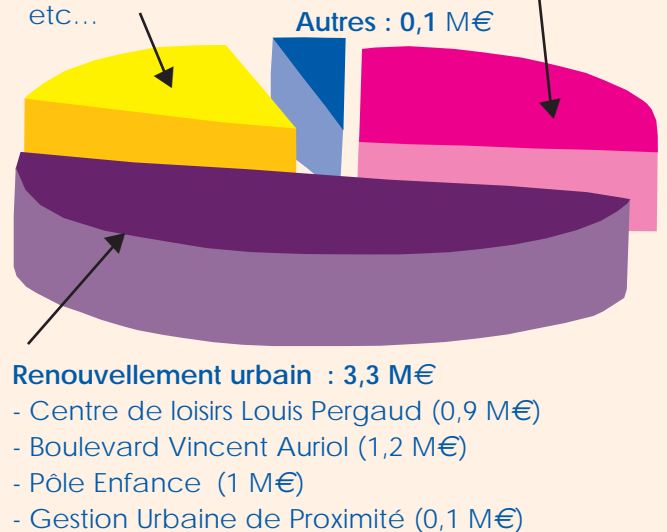 etc…
Autres : 0,1 M€
Renouvellement urbain : 3,3 M€
- Centre de loisirs Louis Pergaud (0,9 M€)
- Boulevard Vincent Auriol (1,2 M€)
- Pôle Enfance (1 M€)
- Gestion Urbaine de Proximité (0,1 M€)